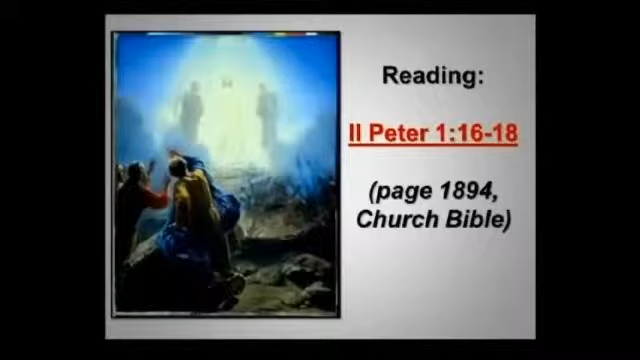 Reading:
II Peter 1:16-18
(page 1894,
Church Bible)